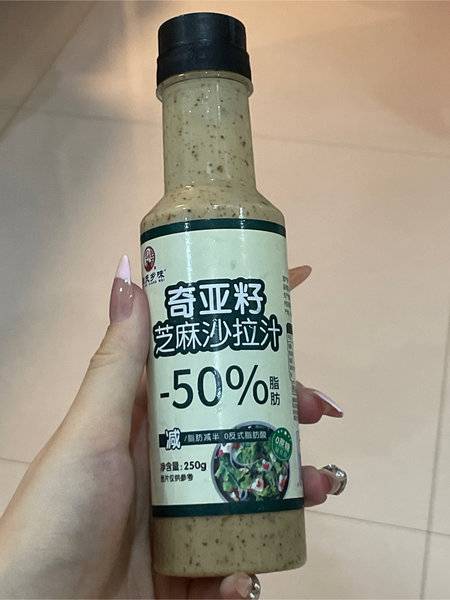 奇亚籽
芝麻沙拉汁
-50%脂肪
减 脂肪减半 0反式脂肪酸
净含量:250g
图片仅供参考